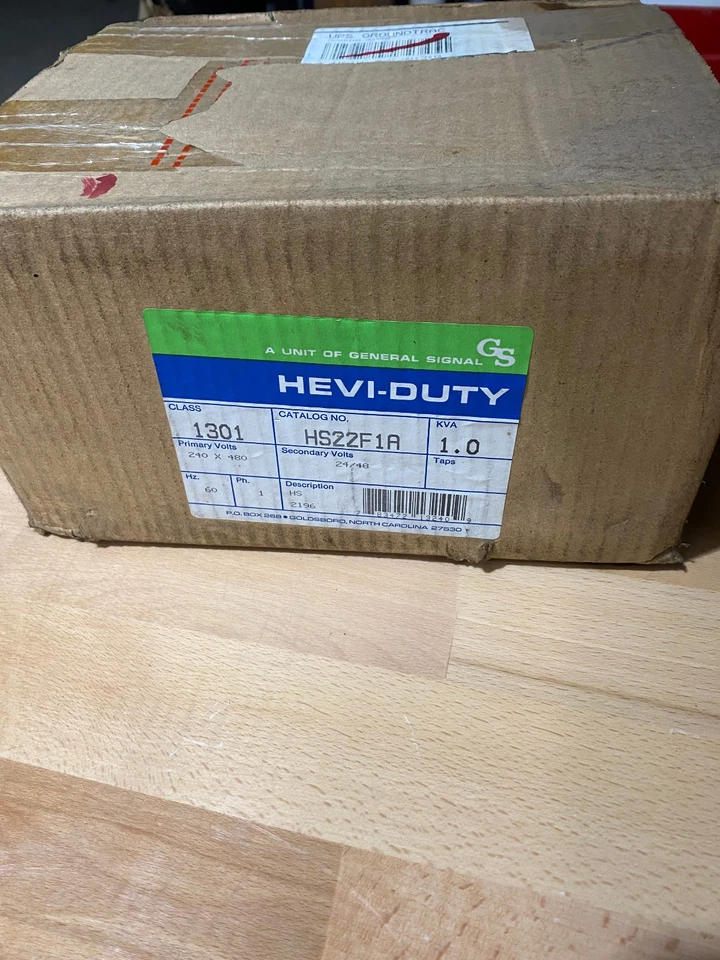 UPS GROUNDTRAC
GS
A UNIT OF GENERAL SIGNAL
HEVI-DUTY
CLASS
1301
CATALOG NO.
HS22F1A
KVA
1.0
Primary Volts
240 X 480
Secondary Volts
24/48
Taps
Hz.
60
Ph.
1
Description
HS
2196
P.O. BOX 268 • GOLDSBORO, NORTH CAROLINA 27530